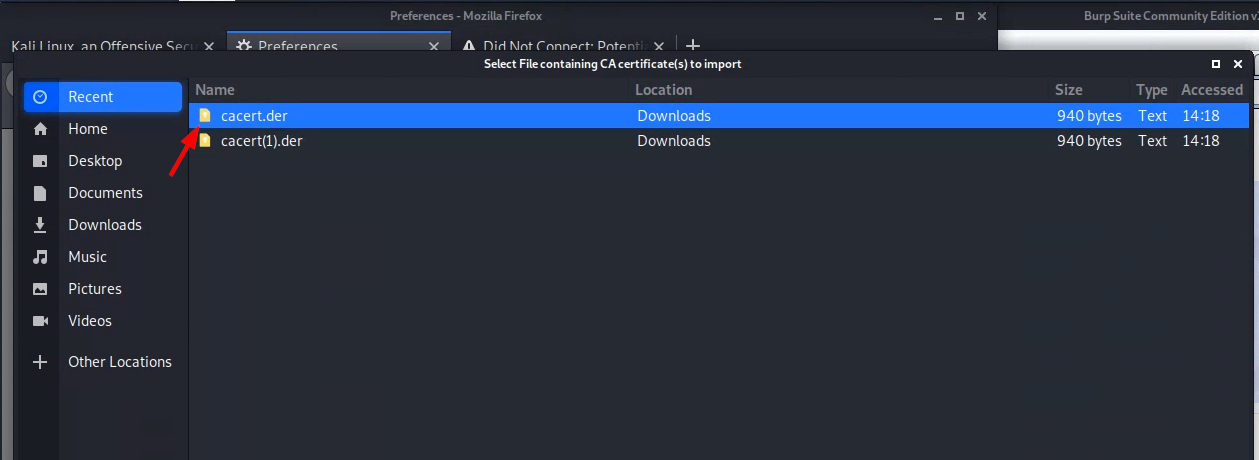 Preferences - Mozilla Firefox
Burp Suite Community Edition v
Kali Linux, an Offensive Secu
Preferences
Did Not Connect: Potentia
Select File containing CA certificate(s) to import
Recent
Home
Desktop
Documents
Downloads
Music
Pictures
Videos
Other Locations
Name Location Size Type Accessed
cacert.der Downloads 940 bytes Text 14:18
cacert(1).der Downloads 940 bytes Text 14:18